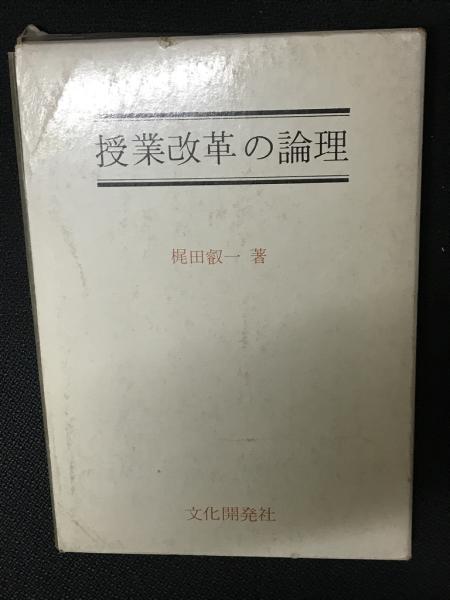 授業改革の論理
梶田叡一 著
文化開発社